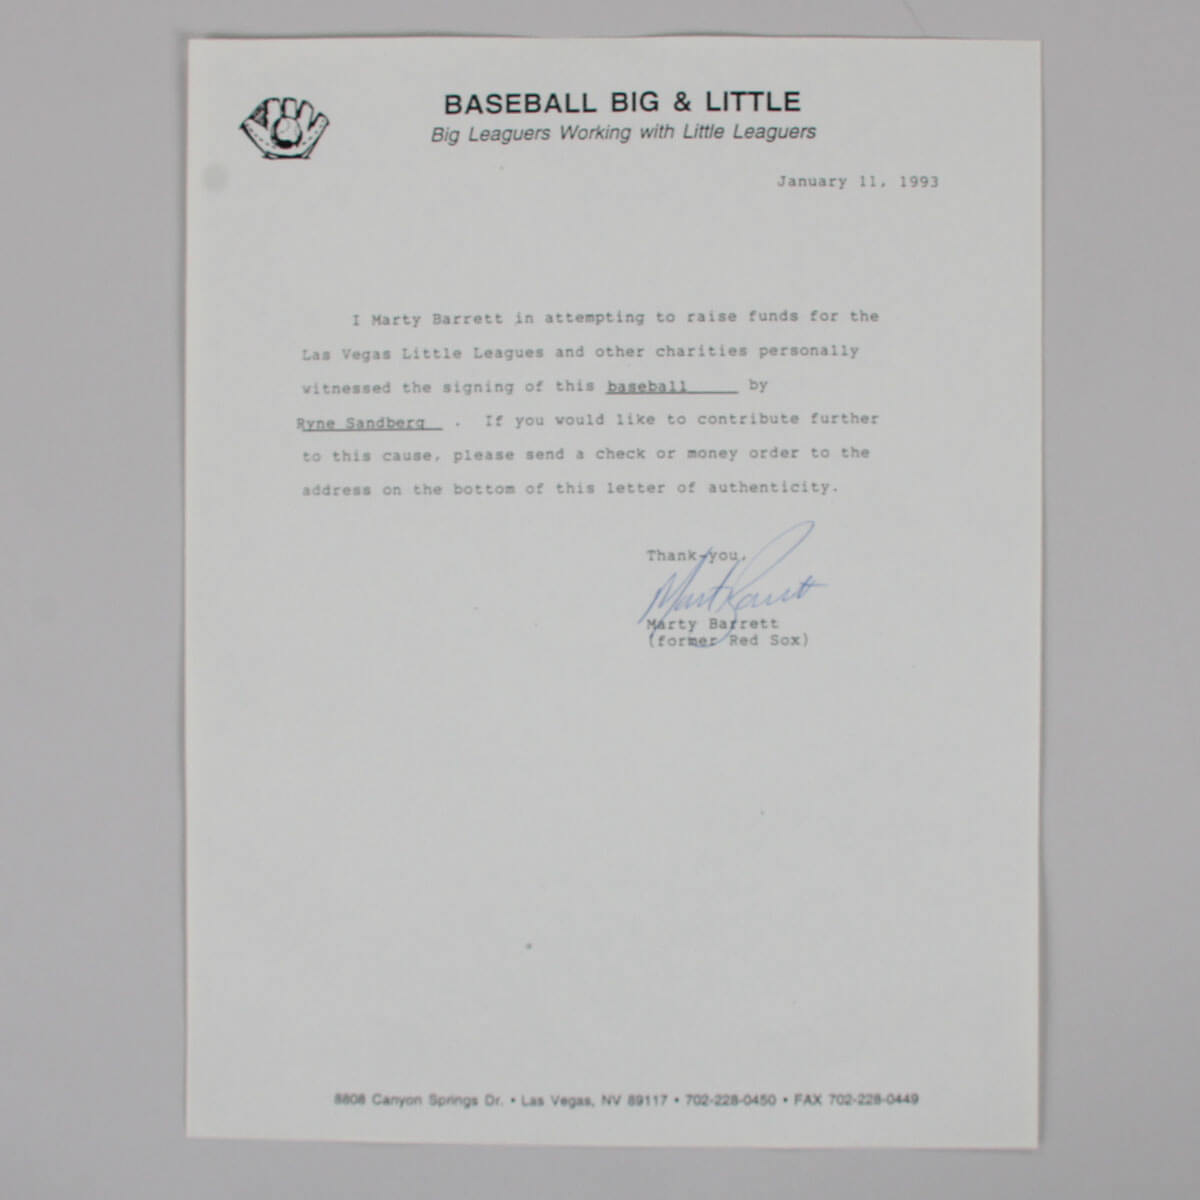 BASEBALL BIG & LITTLE
Big Leaguers Working with Little Leaguers
January 11, 1993
I Marty Barrett in attempting to raise funds for the
Las Vegas Little Leagues and other charities personally
witnessed the signing of this baseball by
Ryne Sandberg . If you would like to contribute further
to this cause, please send a check or money order to the
address on the bottom of this letter of authenticity.
Thank-you,
Marty Barrett
Marty Barrett
(former Red Sox)
8808 Canyon Springs Dr. • Las Vegas, NV 89117 • 702-228-0450 • FAX 702-228-0449